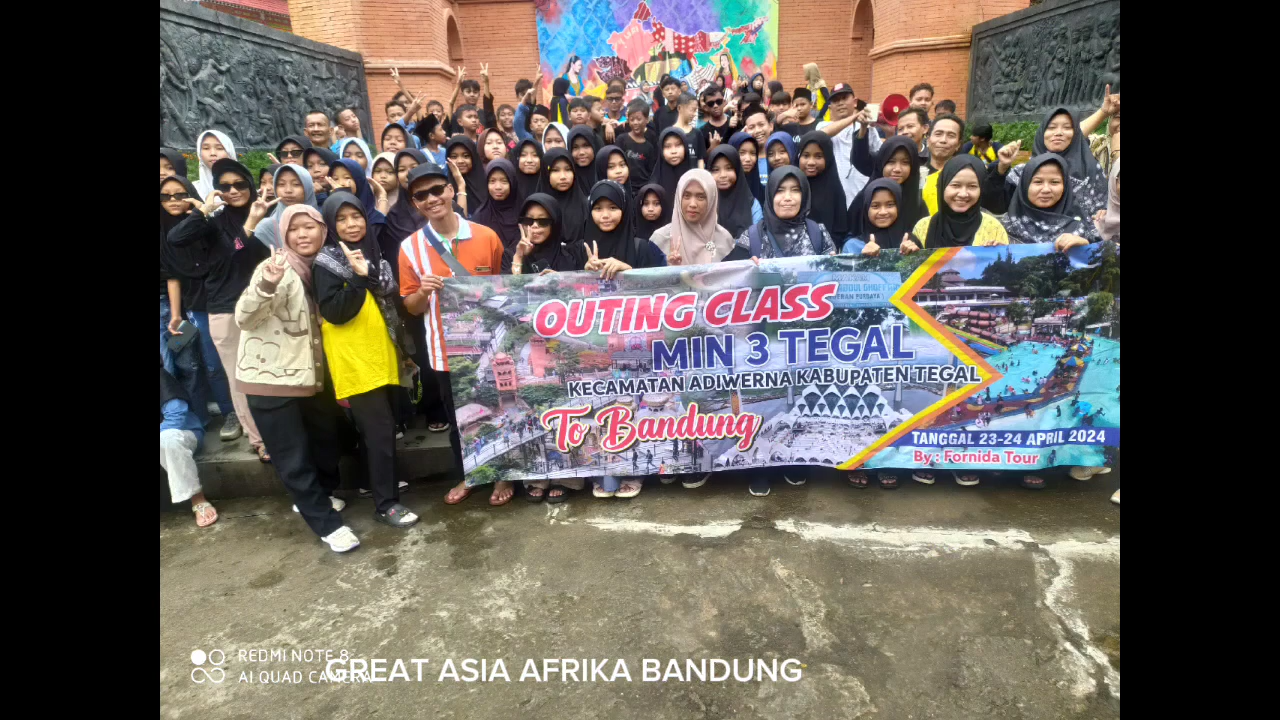 OUTING CLASS
MIN 3 TEGAL
KECAMATAN ADIWERNA KABUPATEN TEGAL
To Bandung
TANGGAL 23-24 APRIL 2024
By : Fornida Tour
REDMI NOTE 8
AI QUAD CAMERA
GREAT ASIA AFRIKA BANDUNG